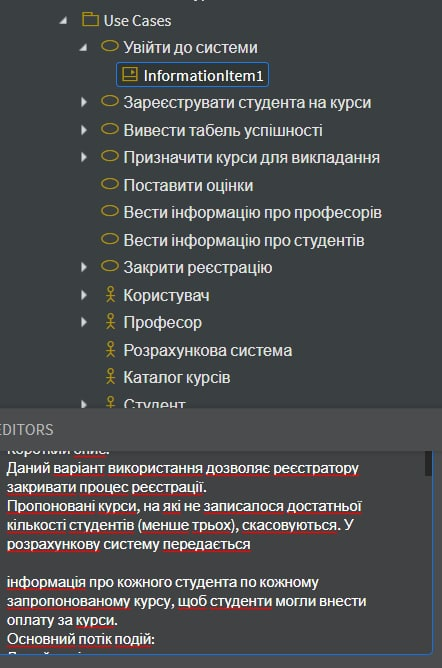 Use Cases
Увійти до системи
InformationItem1
Зареєструвати студента на курси
Вивести табель успішності
Призначити курси для викладання
Поставити оцінки
Вести інформацію про професорів
Вести інформацію про студентів
Закрити реєстрацію
Користувач
Професор
Розрахункова система
Каталог курсів
Студент
EDITORS
Короткий опис:
Даний варіант використання дозволяє реєстратору
закривати процес реєстрації.
Пропоновані курси, на які не записалося достатньої
кількості студентів (менше трьох), скасовуються. У
розрахункову систему передається
інформація про кожного студента по кожному
запропонованому курсу, щоб студенти могли внести
оплату за курси.
Основний потік подій: